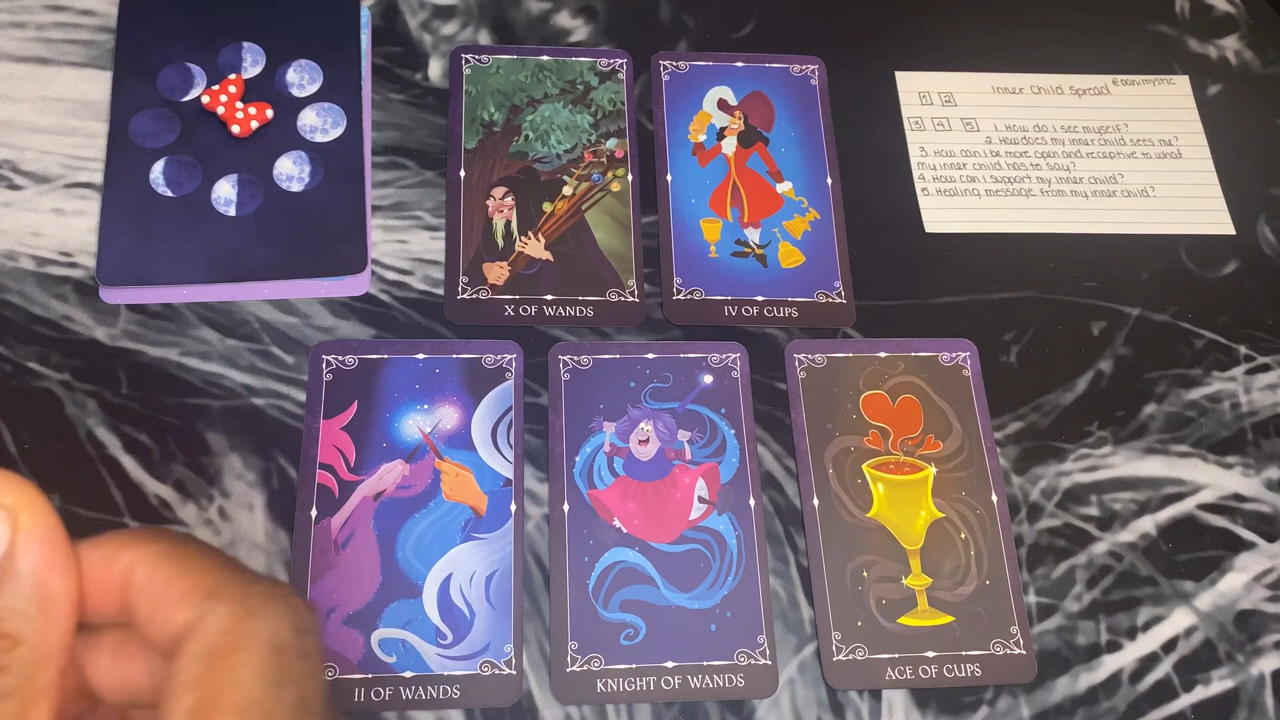 Inner Child Spread @danimystic
1 2
3 4 5 1. How do I see myself?
2. How does my inner child sees me?
3. How can I be more open and receptive to what
my inner child has to say?
4. How can I support my inner child?
5. Healing message from my inner child?
X OF WANDS
IV OF CUPS
II OF WANDS
KNIGHT OF WANDS
ACE OF CUPS